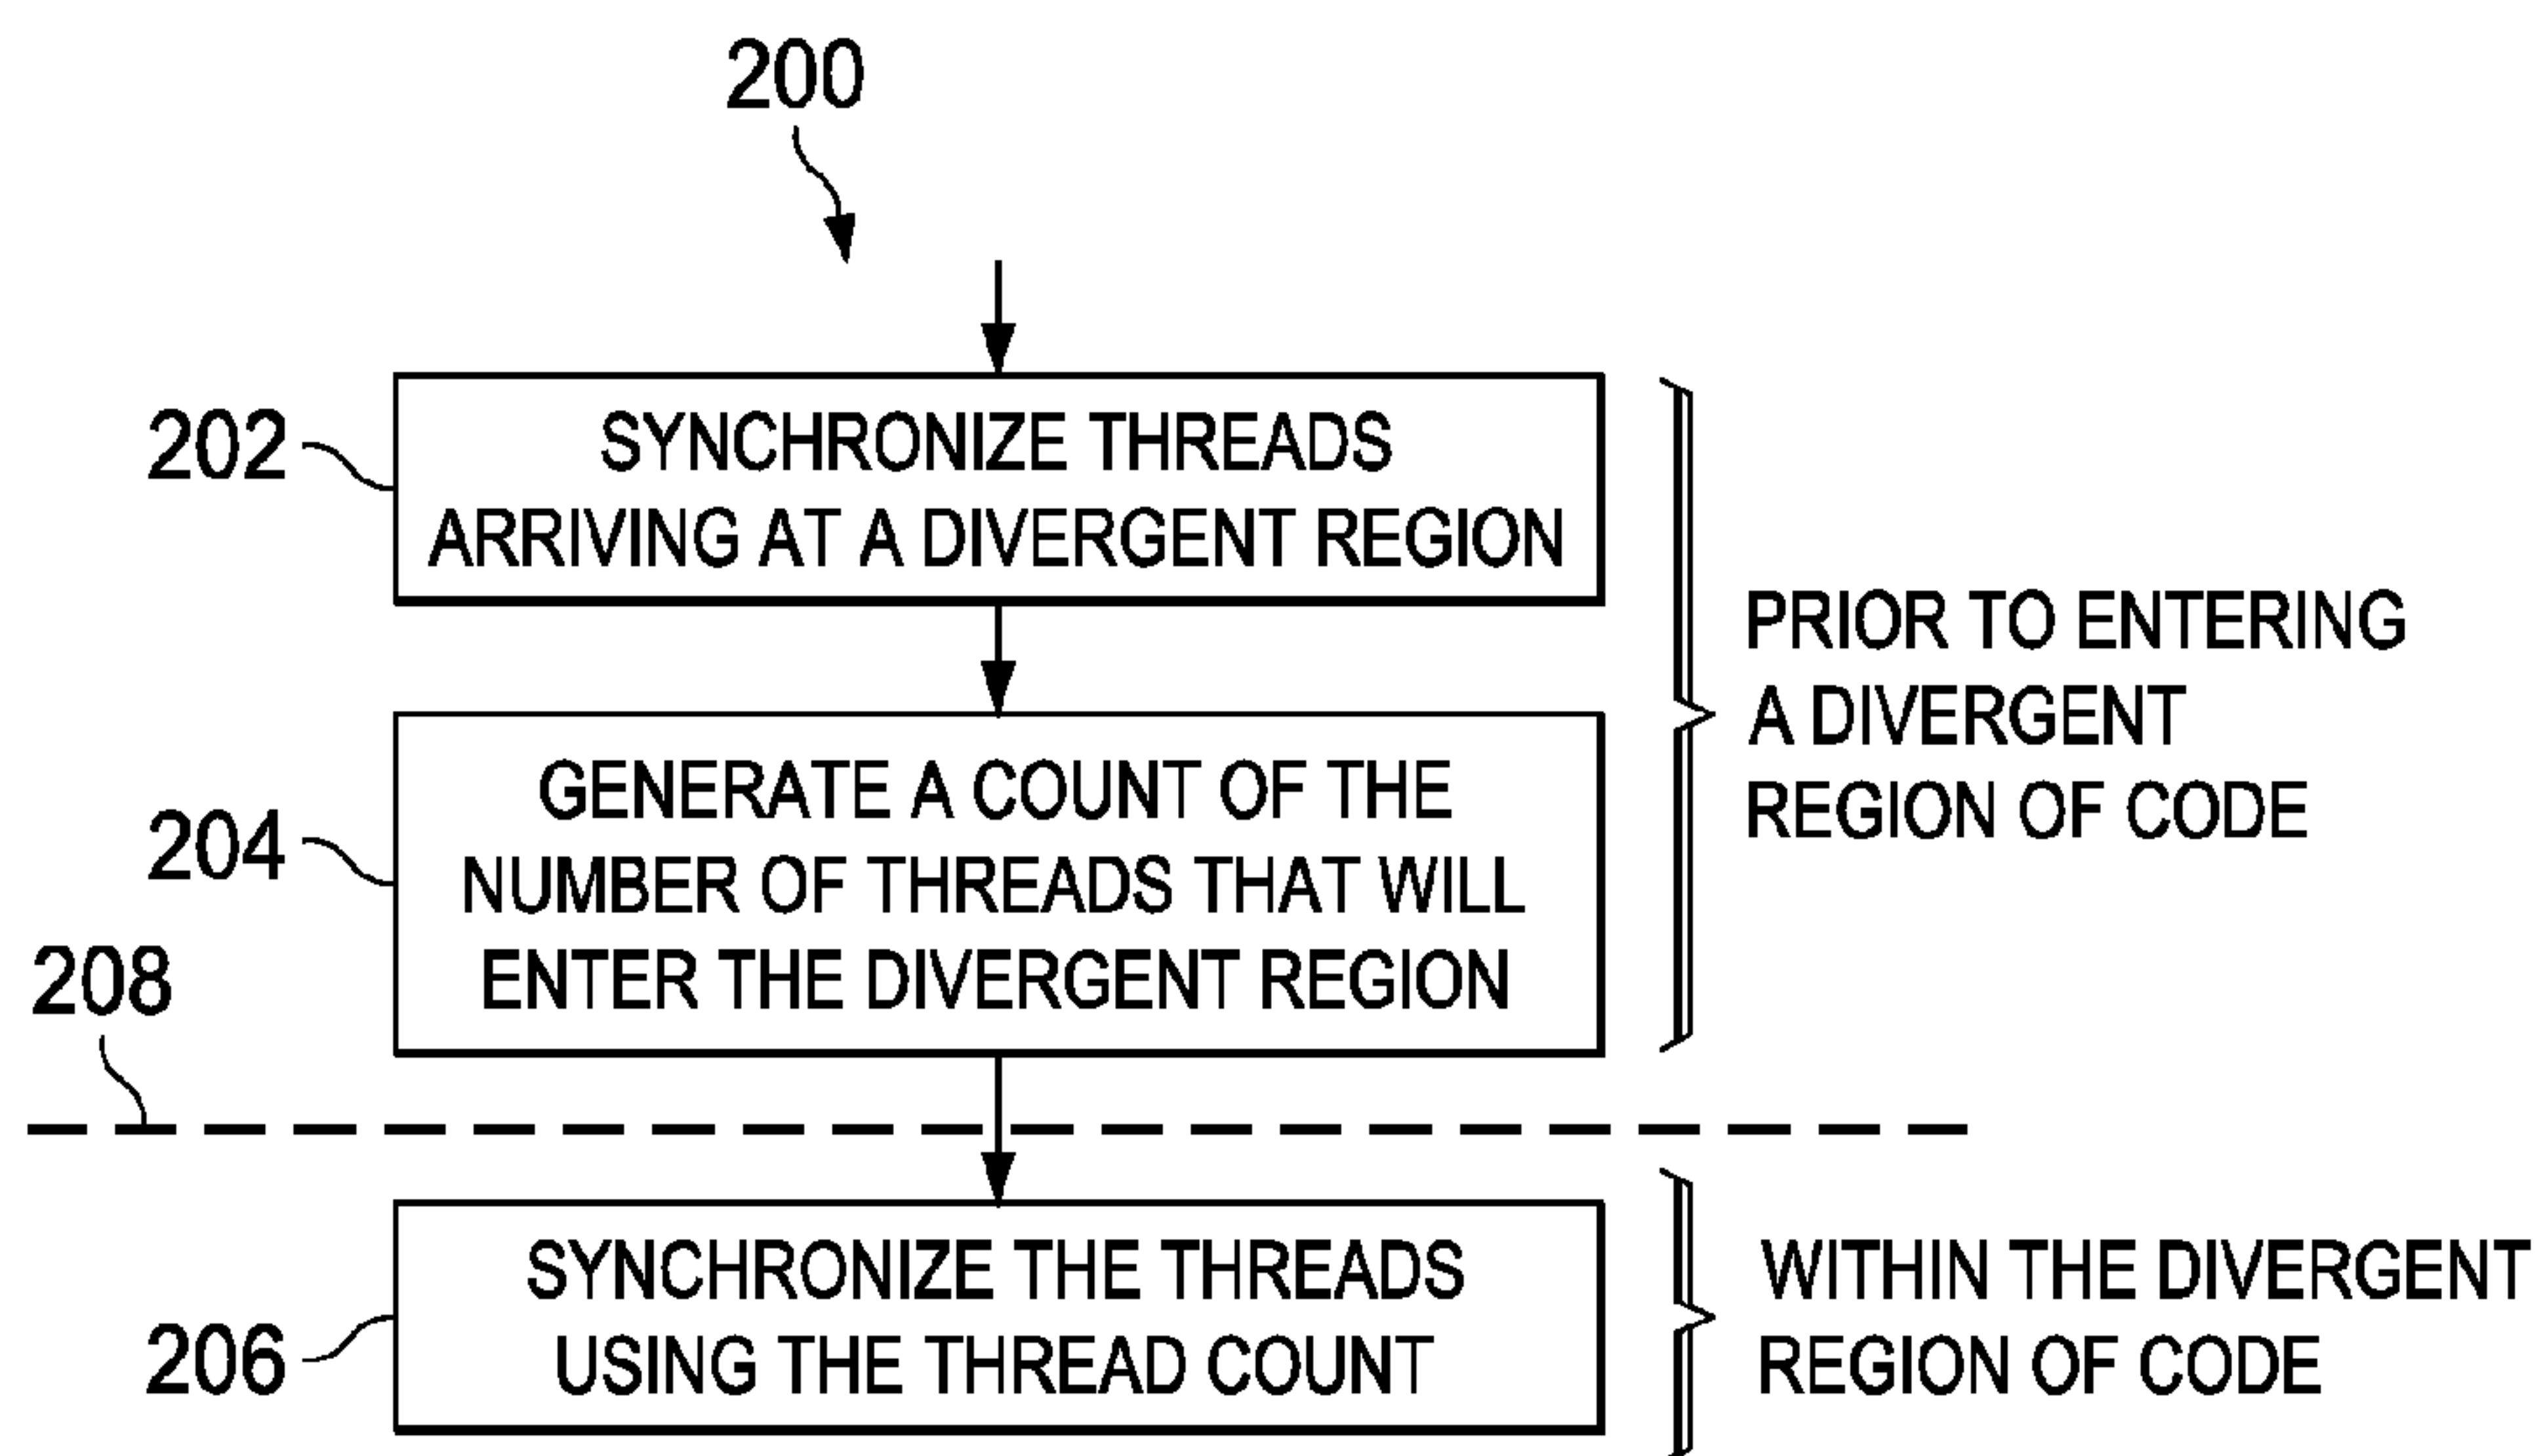 200
202
SYNCHRONIZE THREADS
ARRIVING AT A DIVERGENT REGION
PRIOR TO ENTERING
A DIVERGENT
REGION OF CODE
204
GENERATE A COUNT OF THE
NUMBER OF THREADS THAT WILL
ENTER THE DIVERGENT REGION
208
206
SYNCHRONIZE THE THREADS
USING THE THREAD COUNT
WITHIN THE DIVERGENT
REGION OF CODE